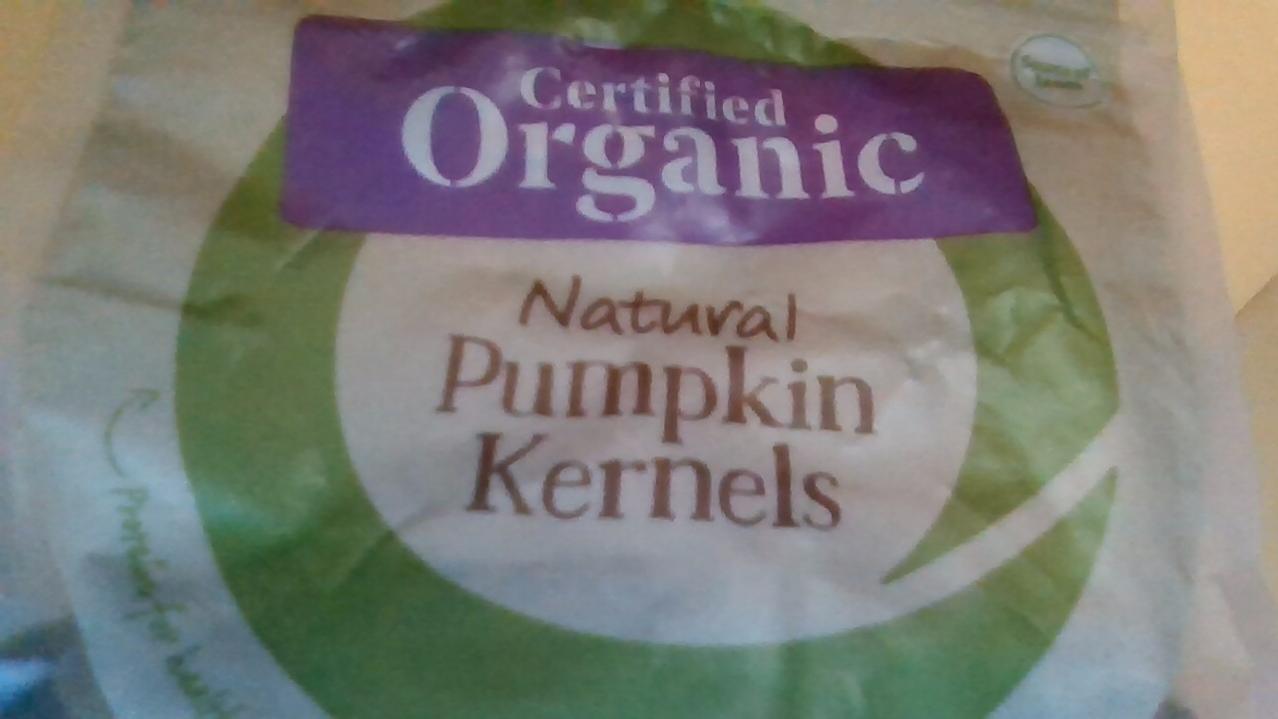 Certified
Organic
Natural
Pumpkin
Kernels